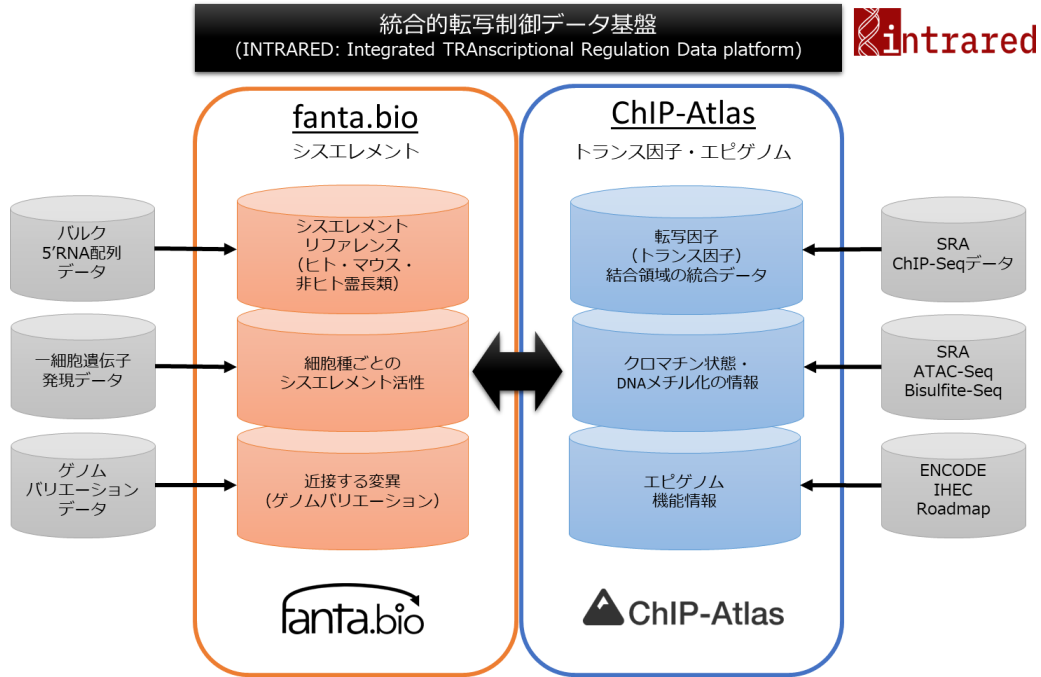 統合的転写制御データ基盤
(INTRARED: Integrated TRAnscriptional Regulation Data platform)
intrared
fanta.bio
シスエレメント
ChIP-Atlas
トランス因子・エピゲノム
バルク
5'RNA配列
データ
シスエレメント
リファレンス
（ヒト・マウス・
非ヒト霊長類）
転写因子
（トランス因子）
結合領域の統合データ
SRA
ChIP-Seqデータ
一細胞遺伝子
発現データ
細胞種ごとの
シスエレメント活性
クロマチン状態・
DNAメチル化の情報
SRA
ATAC-Seq
Bisulfite-Seq
ゲノム
バリエーション
データ
近接する変異
（ゲノムバリエーション）
エピゲノム
機能情報
ENCODE
IHEC
Roadmap
fanta.bio
ChIP-Atlas